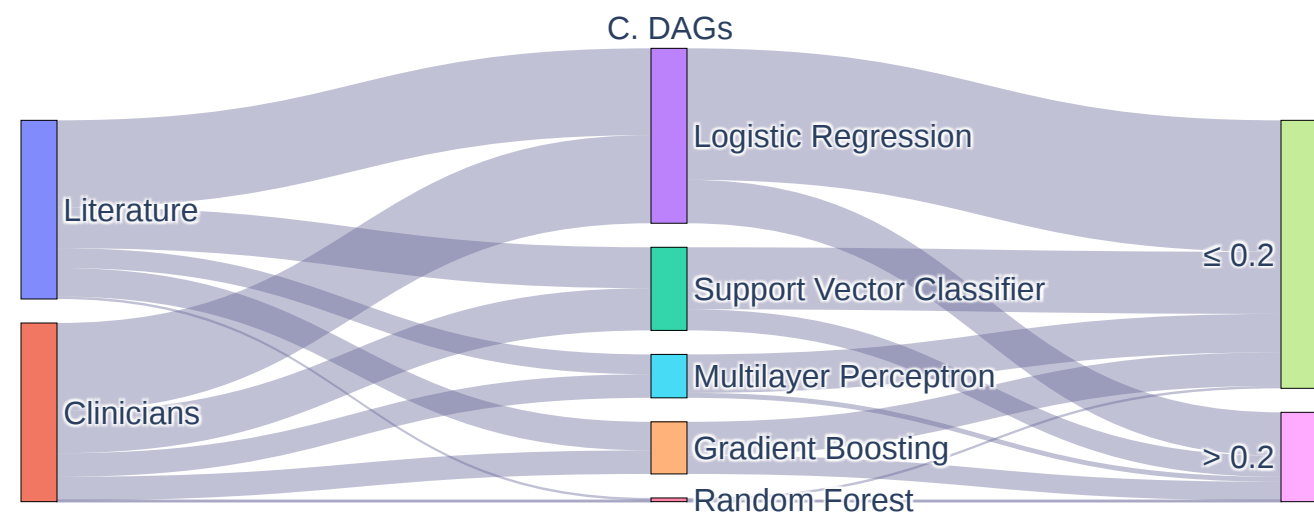 C. DAGs
Literature
Clinicians
Logistic Regression
Support Vector Classifier
Multilayer Perceptron
Gradient Boosting
Random Forest
≤ 0.2
> 0.2